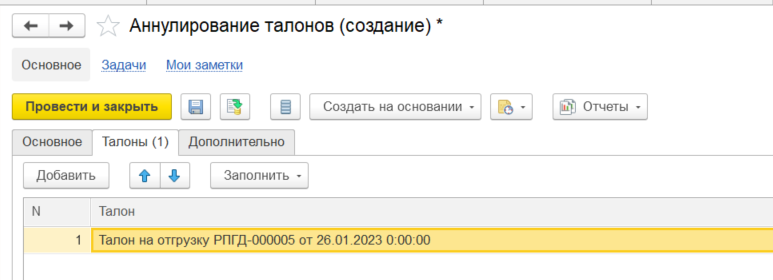 Аннулирование талонов (создание) *
Основное Задачи Мои заметки
Провести и закрыть Создать на основании Отчеты
Основное Талоны (1) Дополнительно
Добавить Заполнить
N Талон
1 Талон на отгрузку РПГД-000005 от 26.01.2023 0:00:00